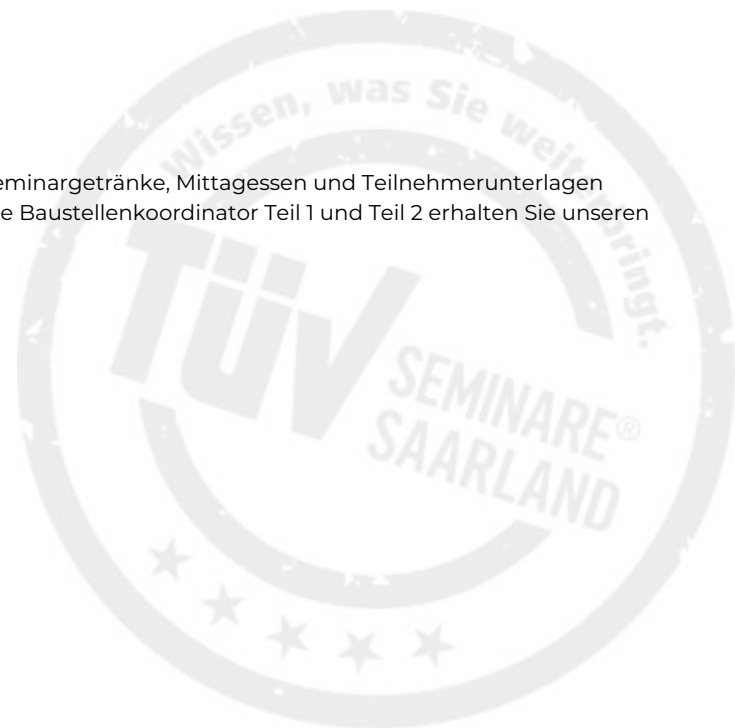 Wissen, was Sie weiterbringt.
eminargetränke, Mittagessen und Teilnehmerunterlagen
e Baustellenkoordinator Teil 1 und Teil 2 erhalten Sie unseren
TÜV
SEMINARE®
SAARLAND